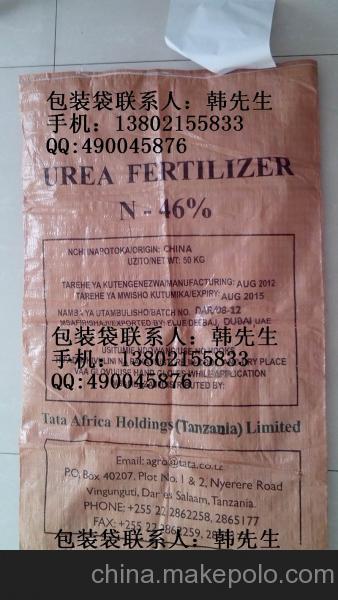 包装袋联系人：韩先生
手机：13802155833
QQ:490045876
UREA FERTILIZER
N - 46%
NCHI INAPOTOKA/ORIGIN: CHINA
UZITO/NET WT: 50 KG
TAREHE YA KUTENGENEZWA/MANUFACTURING: AUG 2012
TAREHE YA MWISHO KUTUMIKA/EXPIRY: AUG 2015
NAMBA YA UTAMBULISHO/BATCH NO. DAR/08-12
DUBAI UAE
包装袋联系人：韩先生
手机：13802155833
QQ:490045876
Tata Africa Holdings (Tanzania) Limited
Email: agro@tata.co.tz
P.O. Box 40207, Plot No. 1 & 2, Nyerere Road
Vingunguti, Dar es Salaam, Tanzania.
PHONE: +255 22 2862258, 2865177
FAX: +255 22
包装袋联系人：韩先生
china.makepolo.com